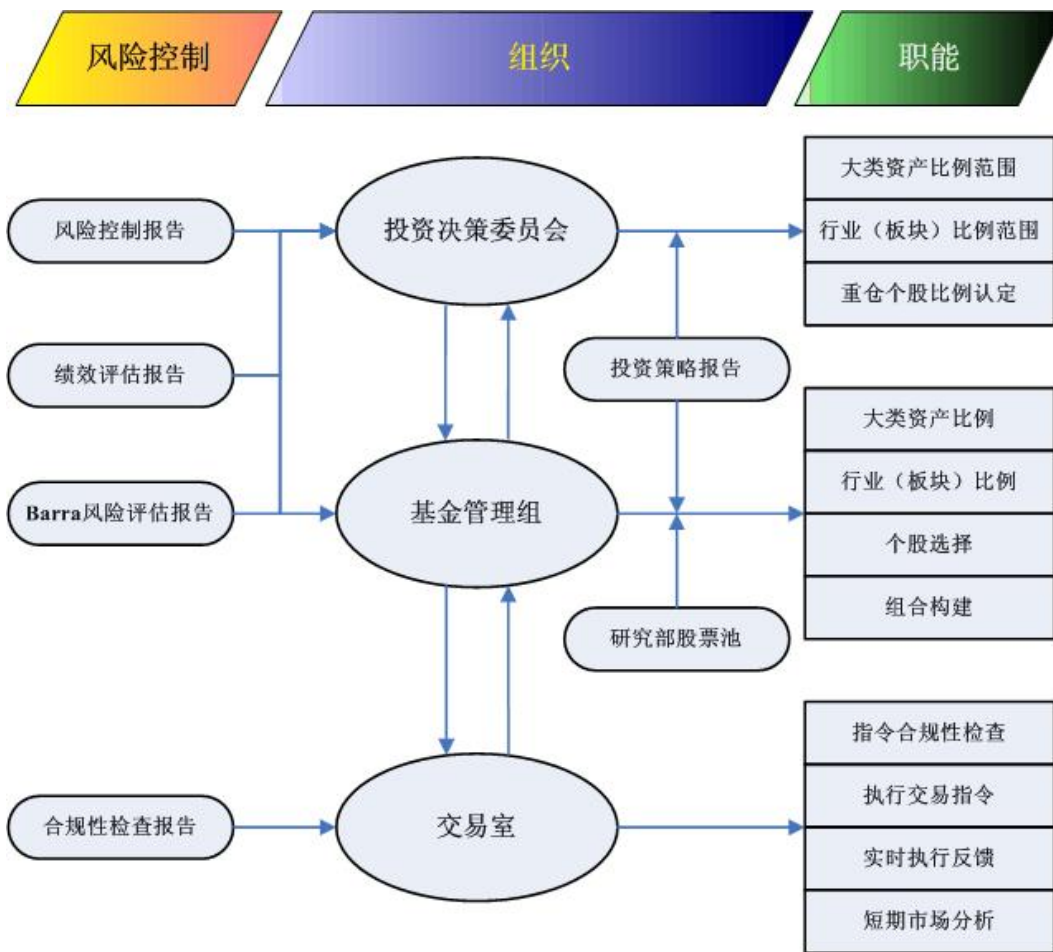 风险控制
组织
职能
风险控制报告
绩效评估报告
Barra风险评估报告
合规性检查报告
投资决策委员会
基金管理组
交易室
投资策略报告
研究部股票池
大类资产比例范围
行业（板块）比例范围
重仓个股比例认定
大类资产比例
行业（板块）比例
个股选择
组合构建
指令合规性检查
执行交易指令
实时执行反馈
短期市场分析